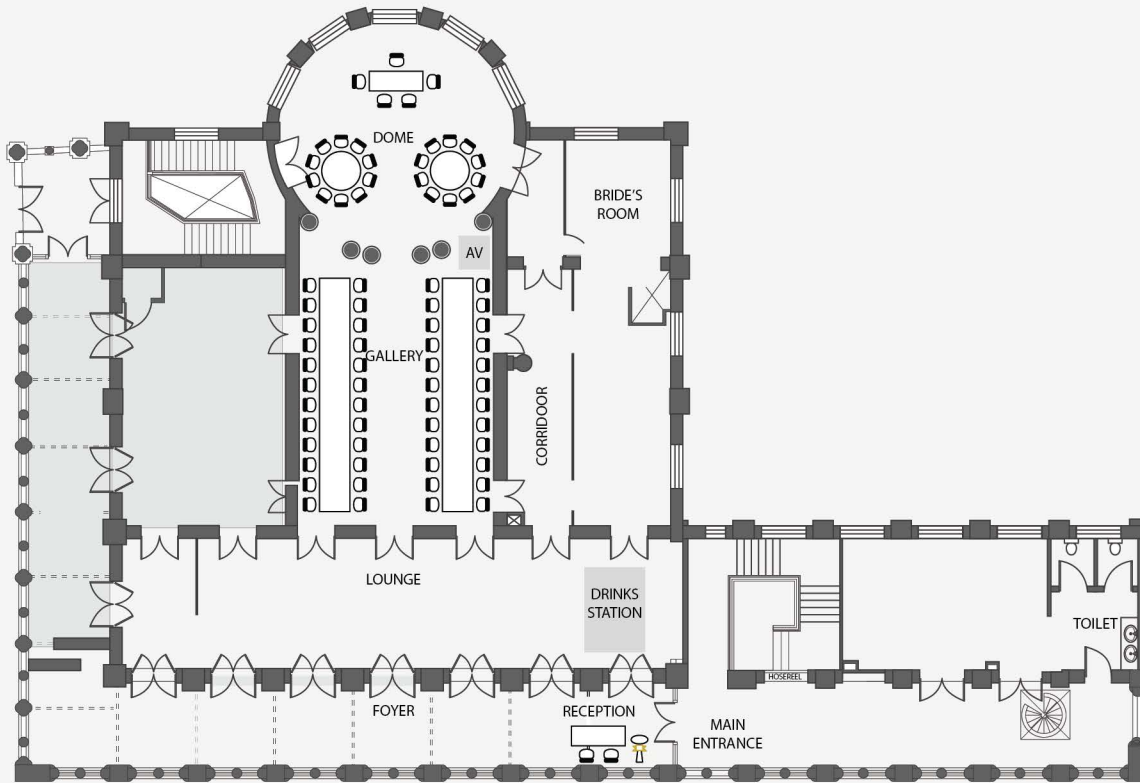 DOME
BRIDE'S
ROOM
AV
GALLERY
CORRIDOOR
LOUNGE
DRINKS
STATION
TOILET
HOSEREEL
FOYER
RECEPTION
MAIN
ENTRANCE